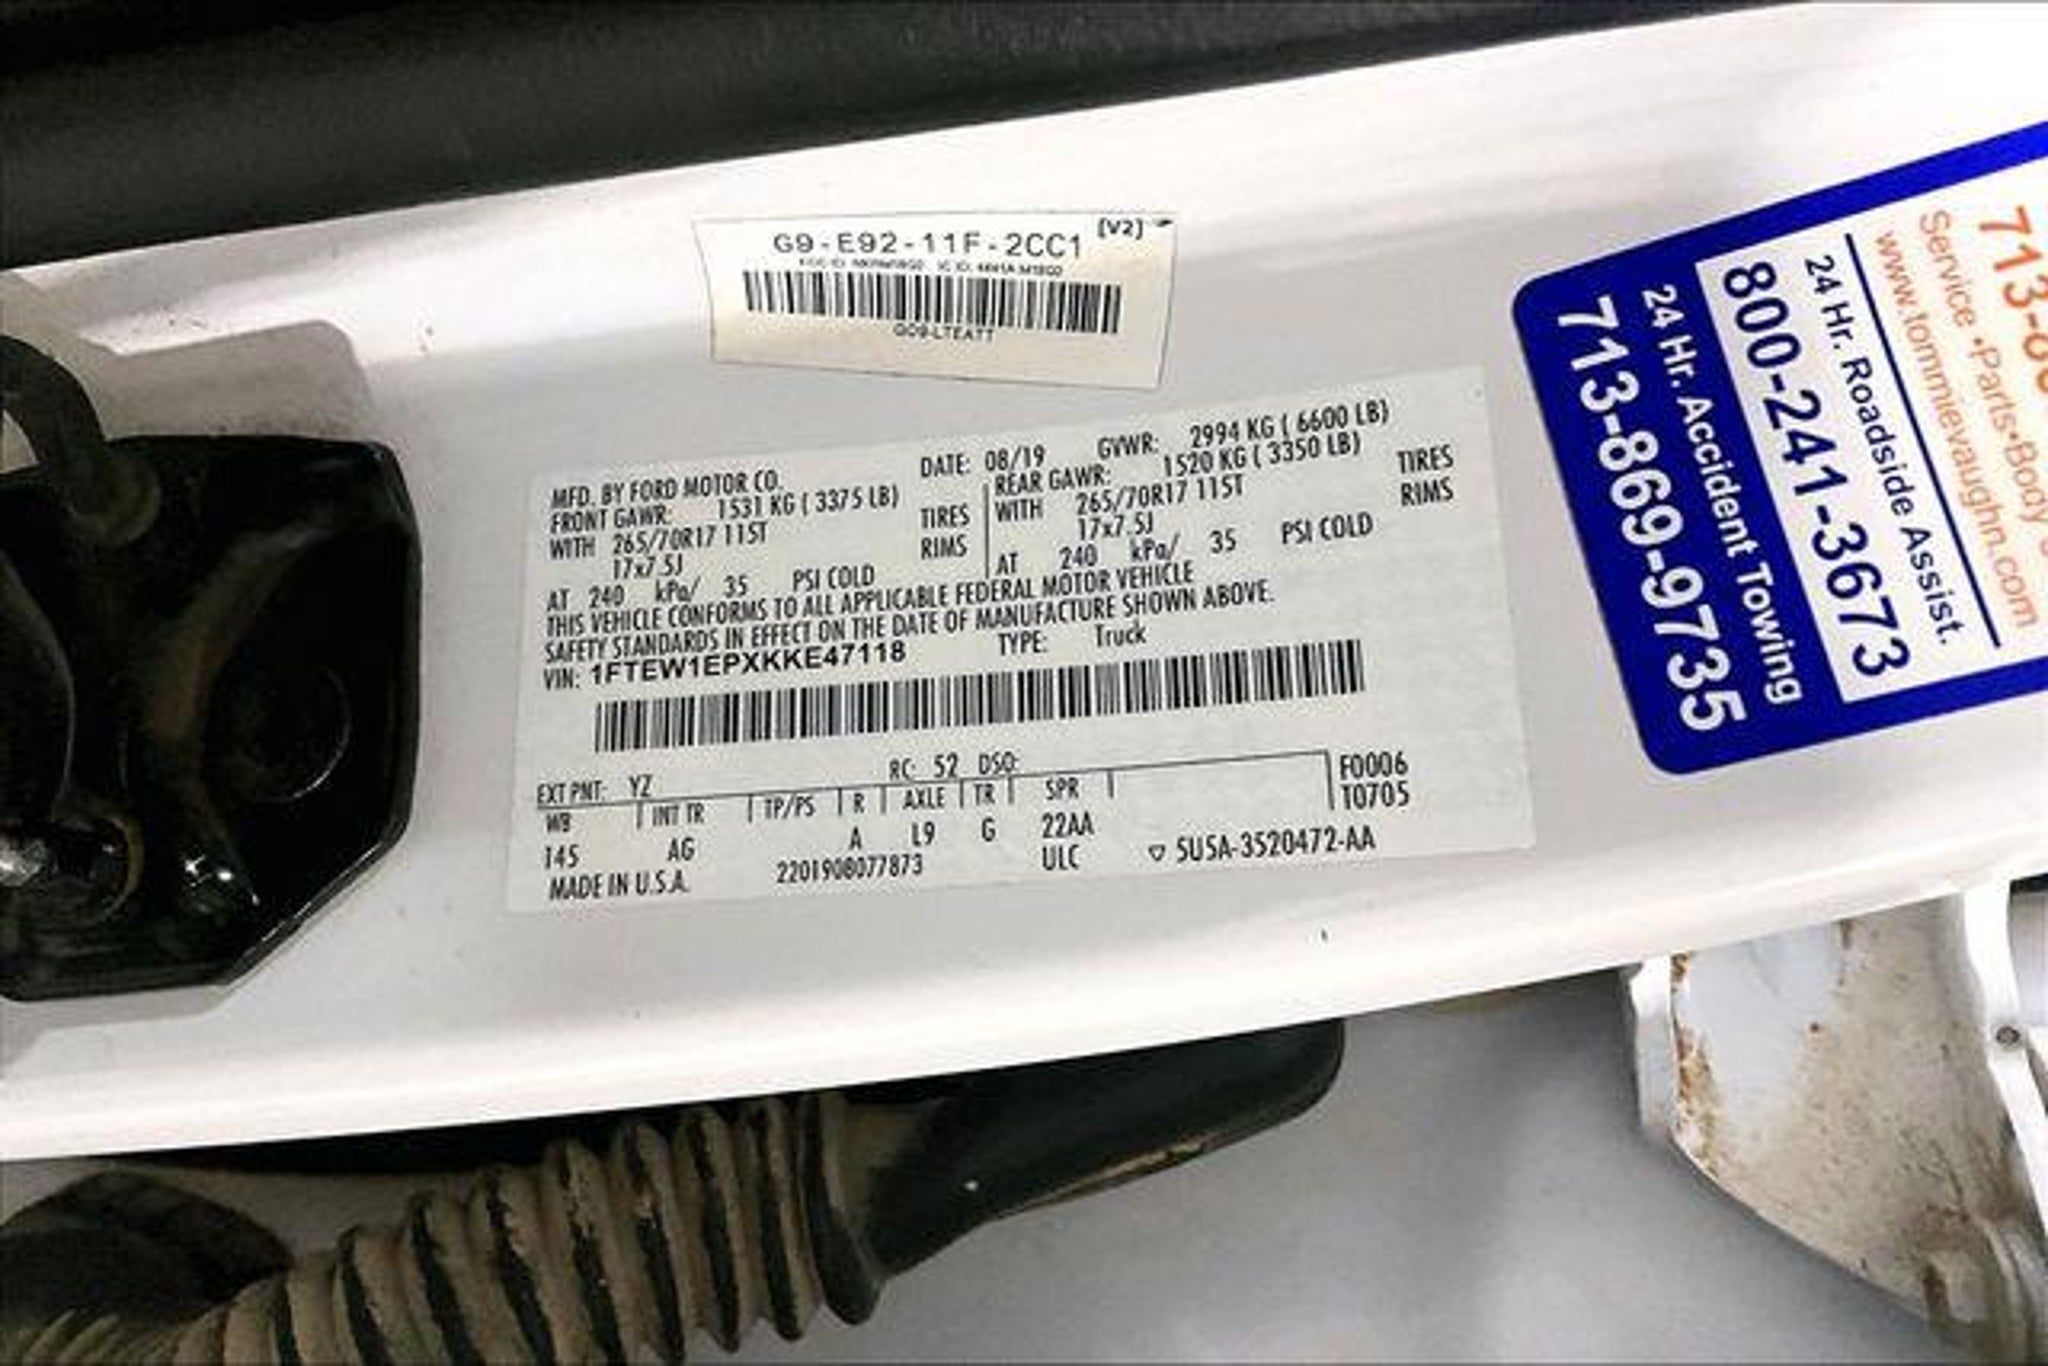 G9-E92-11F-2CC1 [V2]
GO9-LTEATT
MFD. BY FORD MOTOR CO.
DATE: 08/19 GVWR: 2994 KG ( 6600 LB)
FRONT GAWR: 1531 KG ( 3375 LB)
WITH 265/70R17 115T TIRES
17x7.5J RIMS
AT 240 kPa/ 35 PSI COLD
REAR GAWR: 1520 KG ( 3350 LB)
WITH 265/70R17 115T TIRES
17x7.5J RIMS
AT 240 kPa/ 35 PSI COLD
THIS VEHICLE CONFORMS TO ALL APPLICABLE FEDERAL MOTOR VEHICLE
SAFETY STANDARDS IN EFFECT ON THE DATE OF MANUFACTURE SHOWN ABOVE.
VIN: 1FTEW1EPXKKE47118 TYPE: Truck
EXT PNT: YZ RC: 52 DSO: F0006
WB INT TR TP/PS R AXLE TR SPR T0705
145 AG A L9 G 22AA
MADE IN U.S.A. 2201908077873 ULC 5U5A-3520472-AA
Service •Parts•Body
www.tommievaughn.com
24 Hr. Roadside Assist.
800-241-3673
24 Hr. Accident Towing
713-869-9735